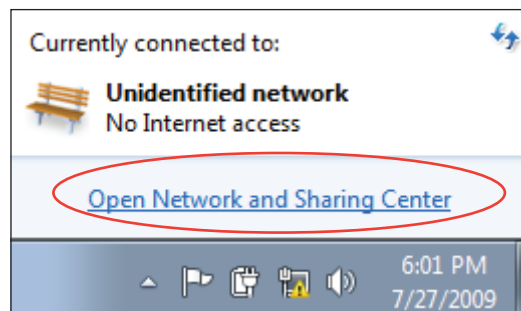 Currently connected to:
Unidentified network
No Internet access
Open Network and Sharing Center
6:01 PM
7/27/2009